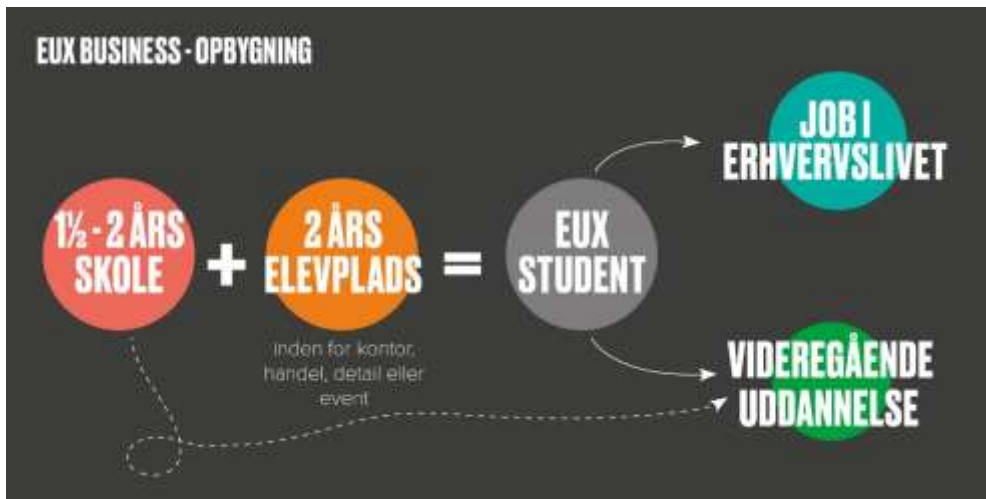 EUX BUSINESS - OPBYGNING
1½ - 2 ÅRS
SKOLE
+
2 ÅRS
ELEVPLADS
inden for kontor,
handel, detail eller
event
=
EUX
STUDENT
JOB I
ERHVERVSLIVET
VIDEREGÅENDE
UDDANNELSE